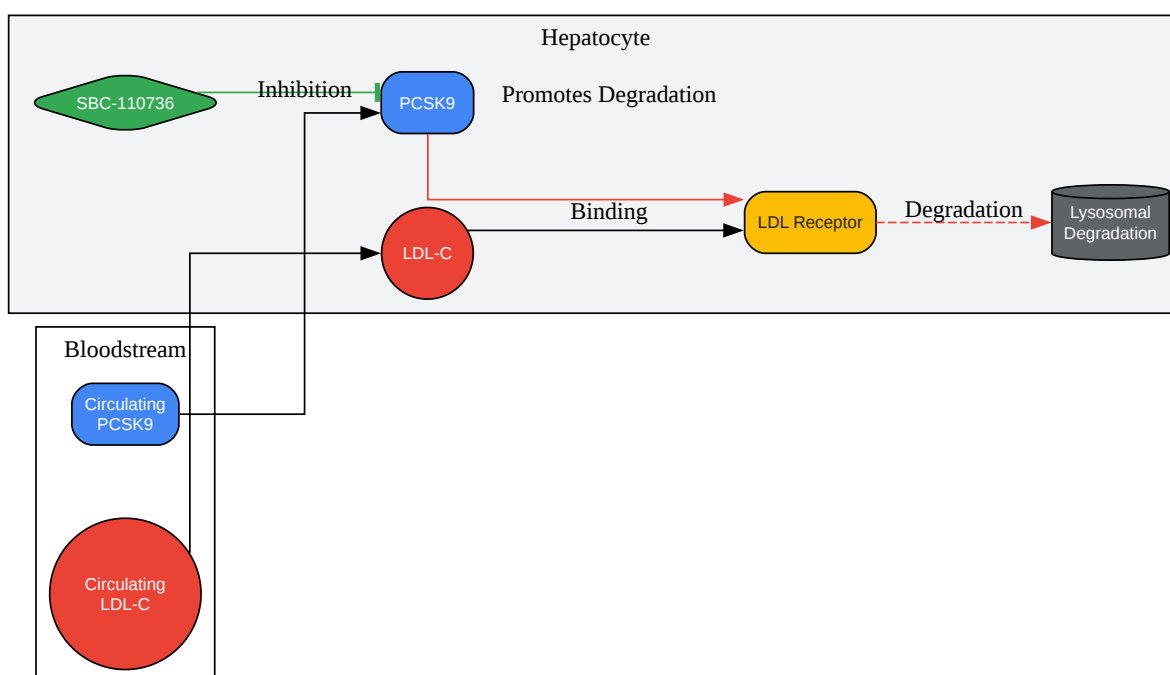 Hepatocyte
SBC-110736
Inhibition
PCSK9
Promotes Degradation
LDL-C
Binding
LDL Receptor
Degradation
Lysosomal
Degradation
Bloodstream
Circulating
PCSK9
Circulating
LDL-C